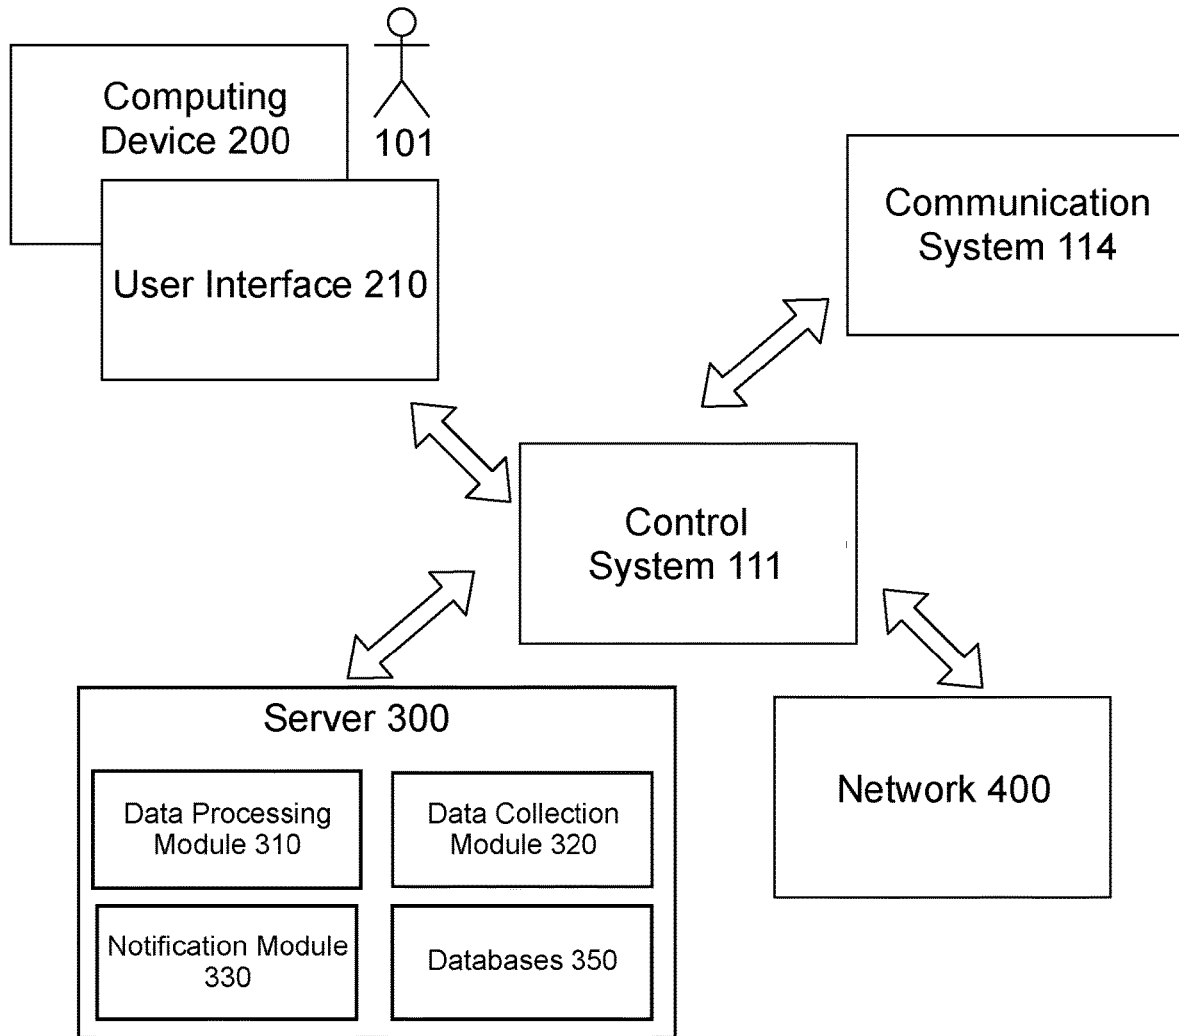 Computing
Device 200
101
User Interface 210
Communication
System 114
Control
System 111
Server 300
Data Processing
Module 310
Data Collection
Module 320
Notification Module
330
Databases 350
Network 400